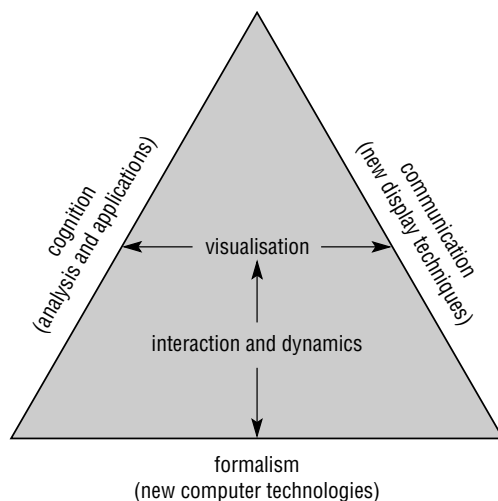 cognition
(analysis and applications)
communication
(new display techniques)
visualisation
interaction and dynamics
formalism
(new computer technologies)